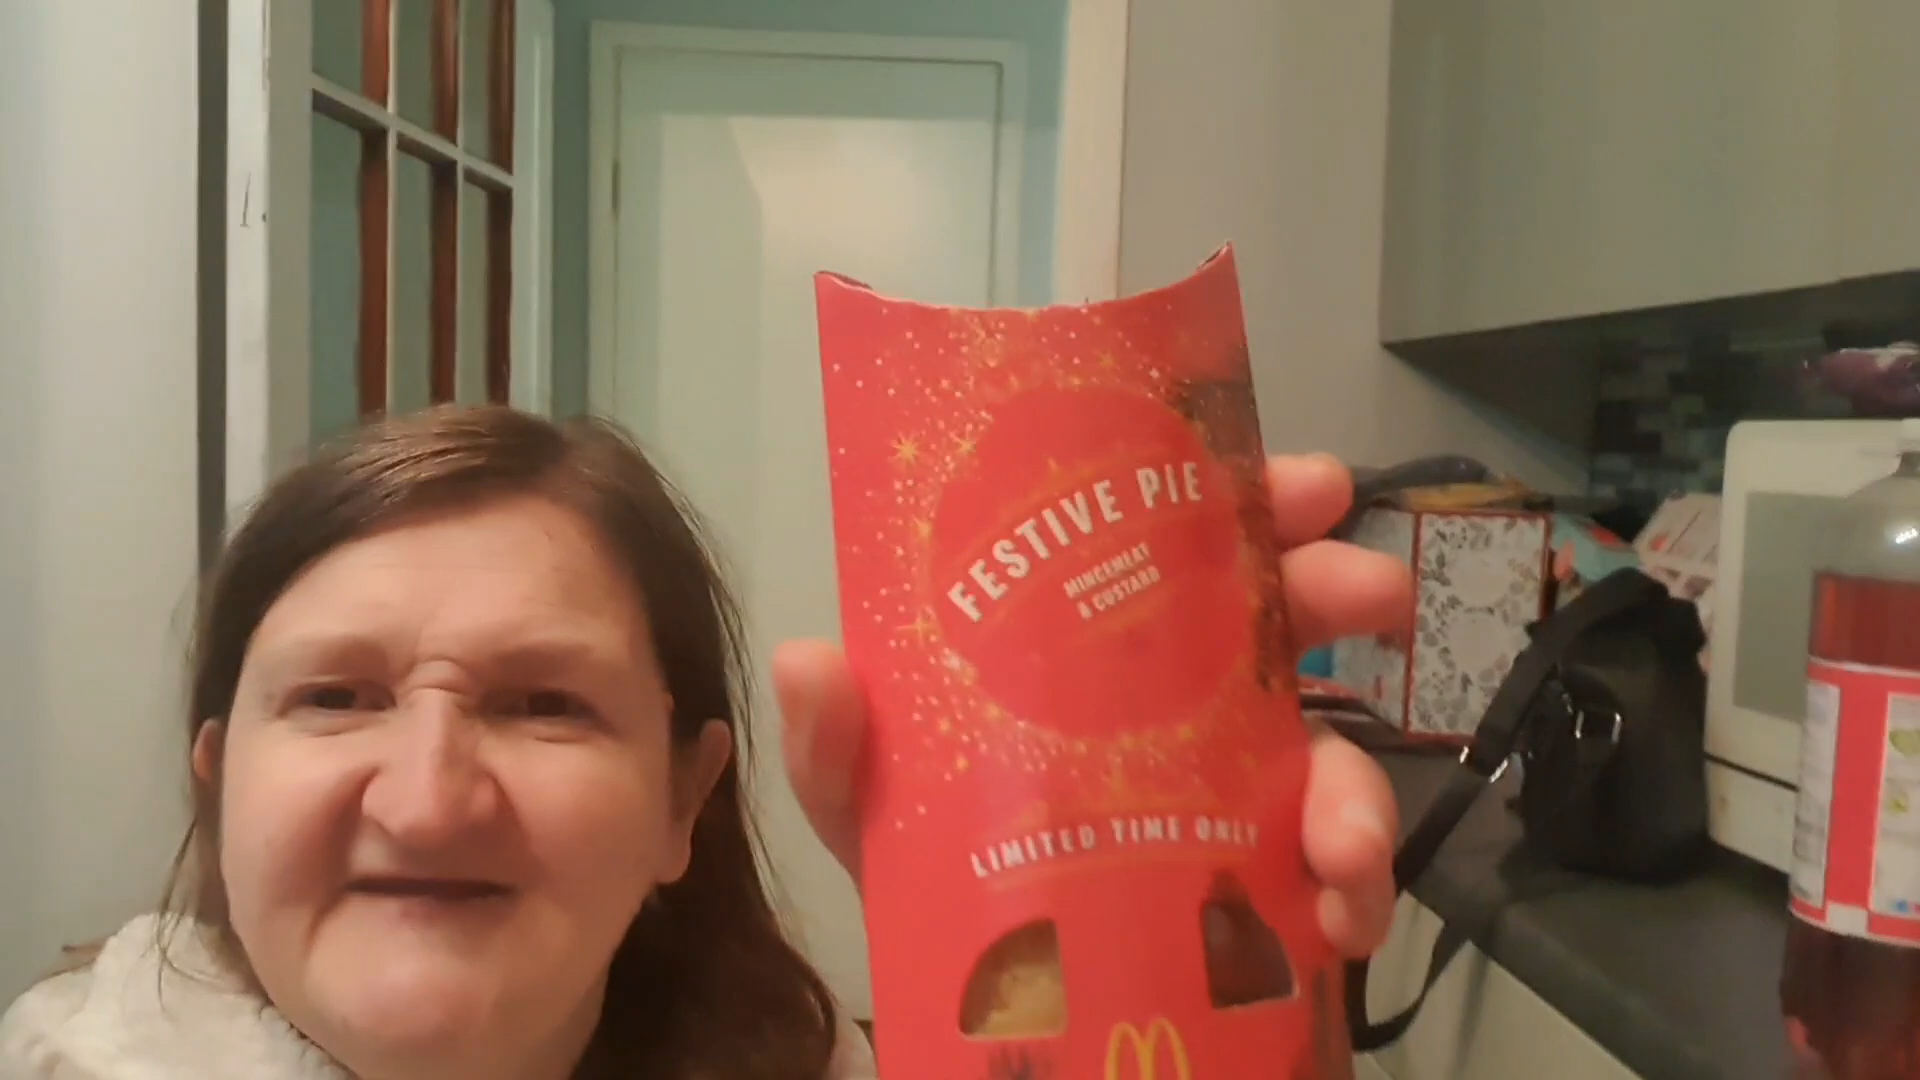 FESTIVE PIE
MINCEMEAT
& CUSTARD
LIMITED TIME ONLY